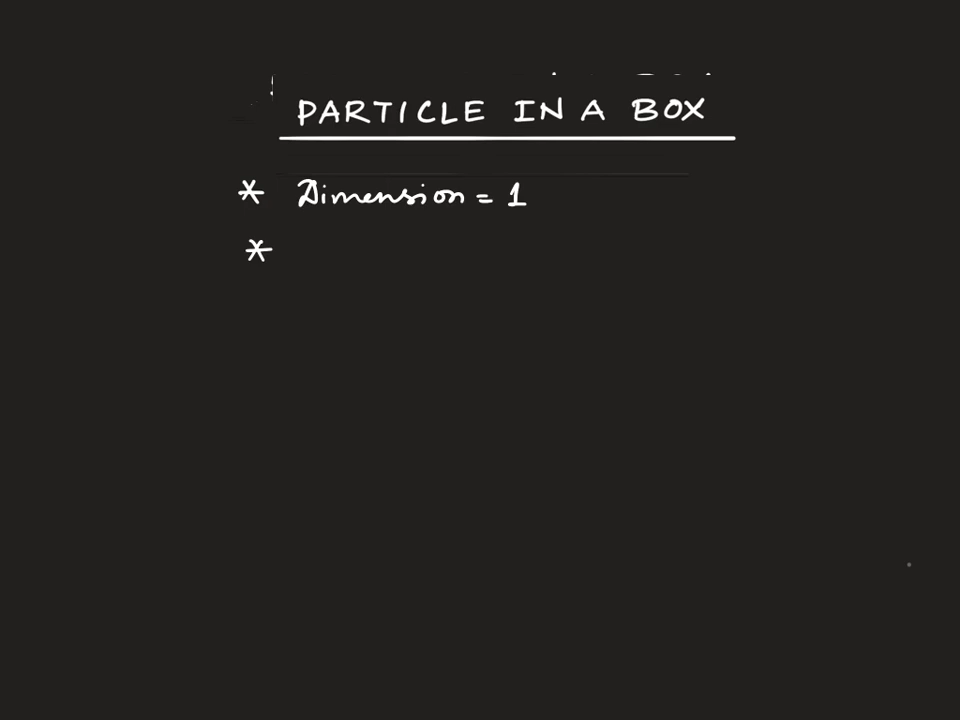 PARTICLE IN A BOX
* Dimension = 1
*